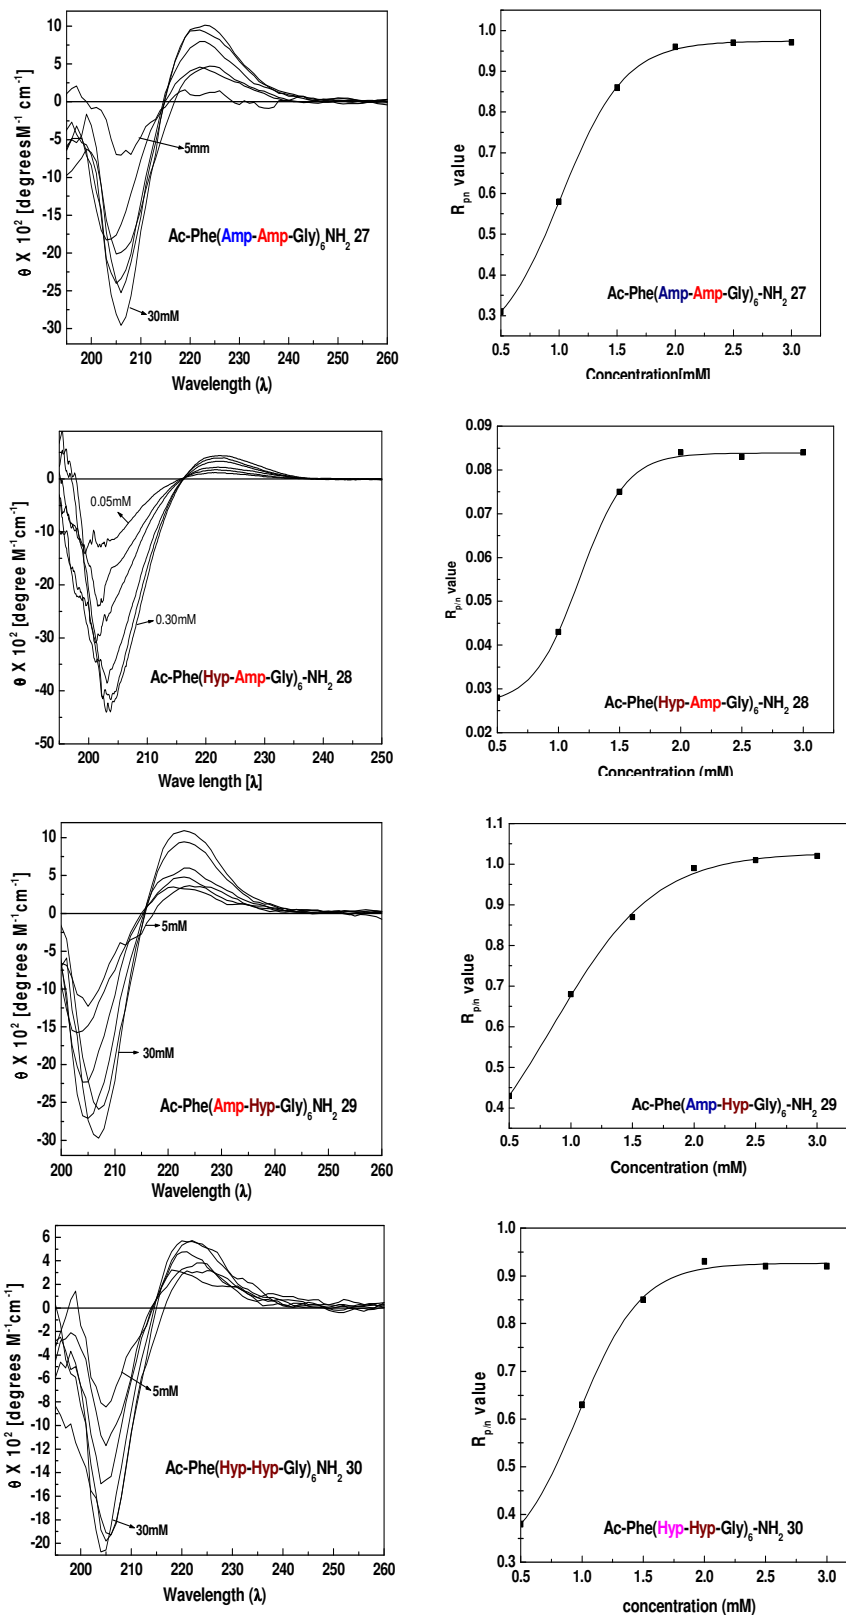 10
5
0
-5
-10
-15
-20
-25
-30
θ X 10² [degreesM⁻¹ cm⁻¹]
5mm
Ac-Phe(Amp-Amp-Gly)₆NH₂ 27
30mM
200 210 220 230 240 250 260
Wavelength (λ)
1.0
0.9
0.8
0.7
0.6
0.5
0.4
0.3
Rpn value
Ac-Phe(Amp-Amp-Gly)₆-NH₂ 27
0.5 1.0 1.5 2.0 2.5 3.0
Concentration[mM]
0
-10
-20
-30
-40
-50
θ X 10² [degree M⁻¹cm⁻¹]
0.05mM
0.30mM
Ac-Phe(Hyp-Amp-Gly)₆-NH₂ 28
200 210 220 230 240 250
Wave length [λ]
0.09
0.08
0.07
0.06
0.05
0.04
0.03
0.02
Rp/n value
Ac-Phe(Hyp-Amp-Gly)₆-NH₂ 28
0.5 1.0 1.5 2.0 2.5 3.0
Concentration (mM)
10
5
0
-5
-10
-15
-20
-25
-30
θ X 10² [degrees M⁻¹cm⁻¹]
5mM
30mM
Ac-Phe(Amp-Hyp-Gly)₆NH₂ 29
200 210 220 230 240 250 260
Wavelength (λ)
1.1
1.0
0.9
0.8
0.7
0.6
0.5
0.4
Rp/n value
Ac-Phe(Amp-Hyp-Gly)₆-NH₂ 29
0.5 1.0 1.5 2.0 2.5 3.0
Concentration (mM)
6
4
2
0
-2
-4
-6
-8
-10
-12
-14
-16
-18
-20
θ X 10² [degrees M⁻¹cm⁻¹]
5mM
Ac-Phe(Hyp-Hyp-Gly)₆NH₂ 30
30mM
200 210 220 230 240 250 260
Wavelength (λ)
1.0
0.9
0.8
0.7
0.6
0.5
0.4
0.3
Rp/n value
Ac-Phe(Hyp-Hyp-Gly)₆-NH₂ 30
0.5 1.0 1.5 2.0 2.5 3.0
concentration (mM)